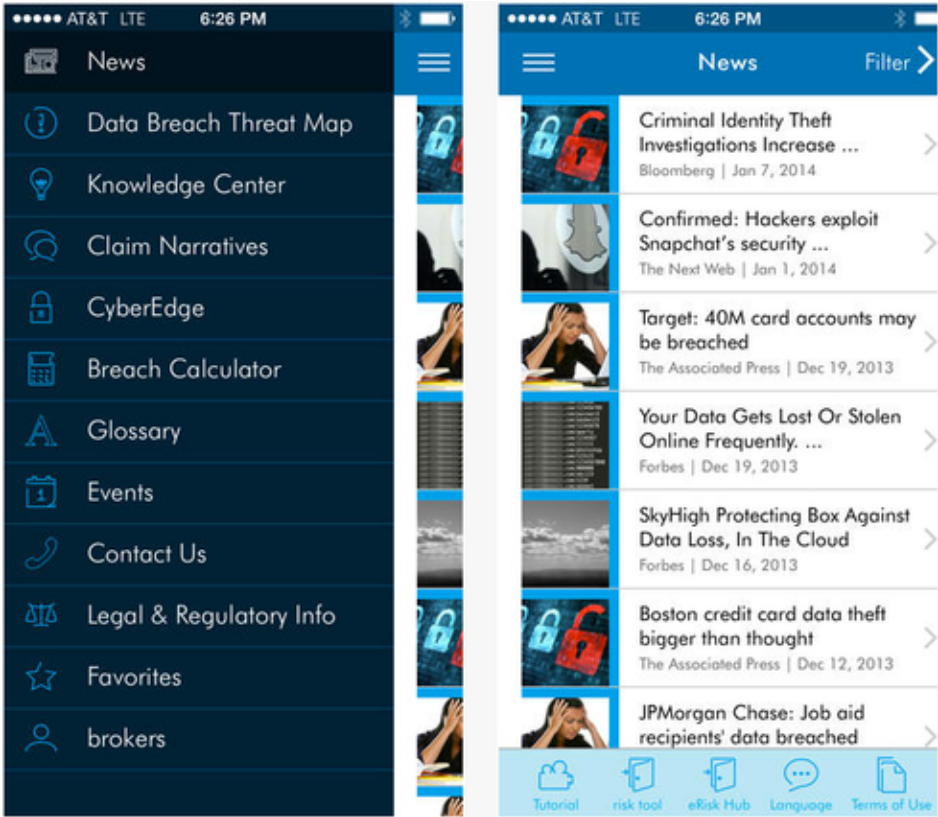 AT&T LTE 6:26 PM
News
Data Breach Threat Map
Knowledge Center
Claim Narratives
CyberEdge
Breach Calculator
Glossary
1
Events
Contact Us
Legal & Regulatory Info
Favorites
brokers
AT&T LTE 6:26 PM
News Filter
Criminal Identity Theft
Investigations Increase ...
Bloomberg | Jan 7, 2014
Confirmed: Hackers exploit
Snapchat's security ...
The Next Web | Jan 1, 2014
Target: 40M card accounts may
be breached
The Associated Press | Dec 19, 2013
Your Data Gets Lost Or Stolen
Online Frequently. ...
Forbes | Dec 19, 2013
SkyHigh Protecting Box Against
Data Loss, In The Cloud
Forbes | Dec 16, 2013
Boston credit card data theft
bigger than thought
The Associated Press | Dec 12, 2013
JPMorgan Chase: Job aid
recipients' data breached
Tutorial risk tool eRisk Hub Language Terms of Use